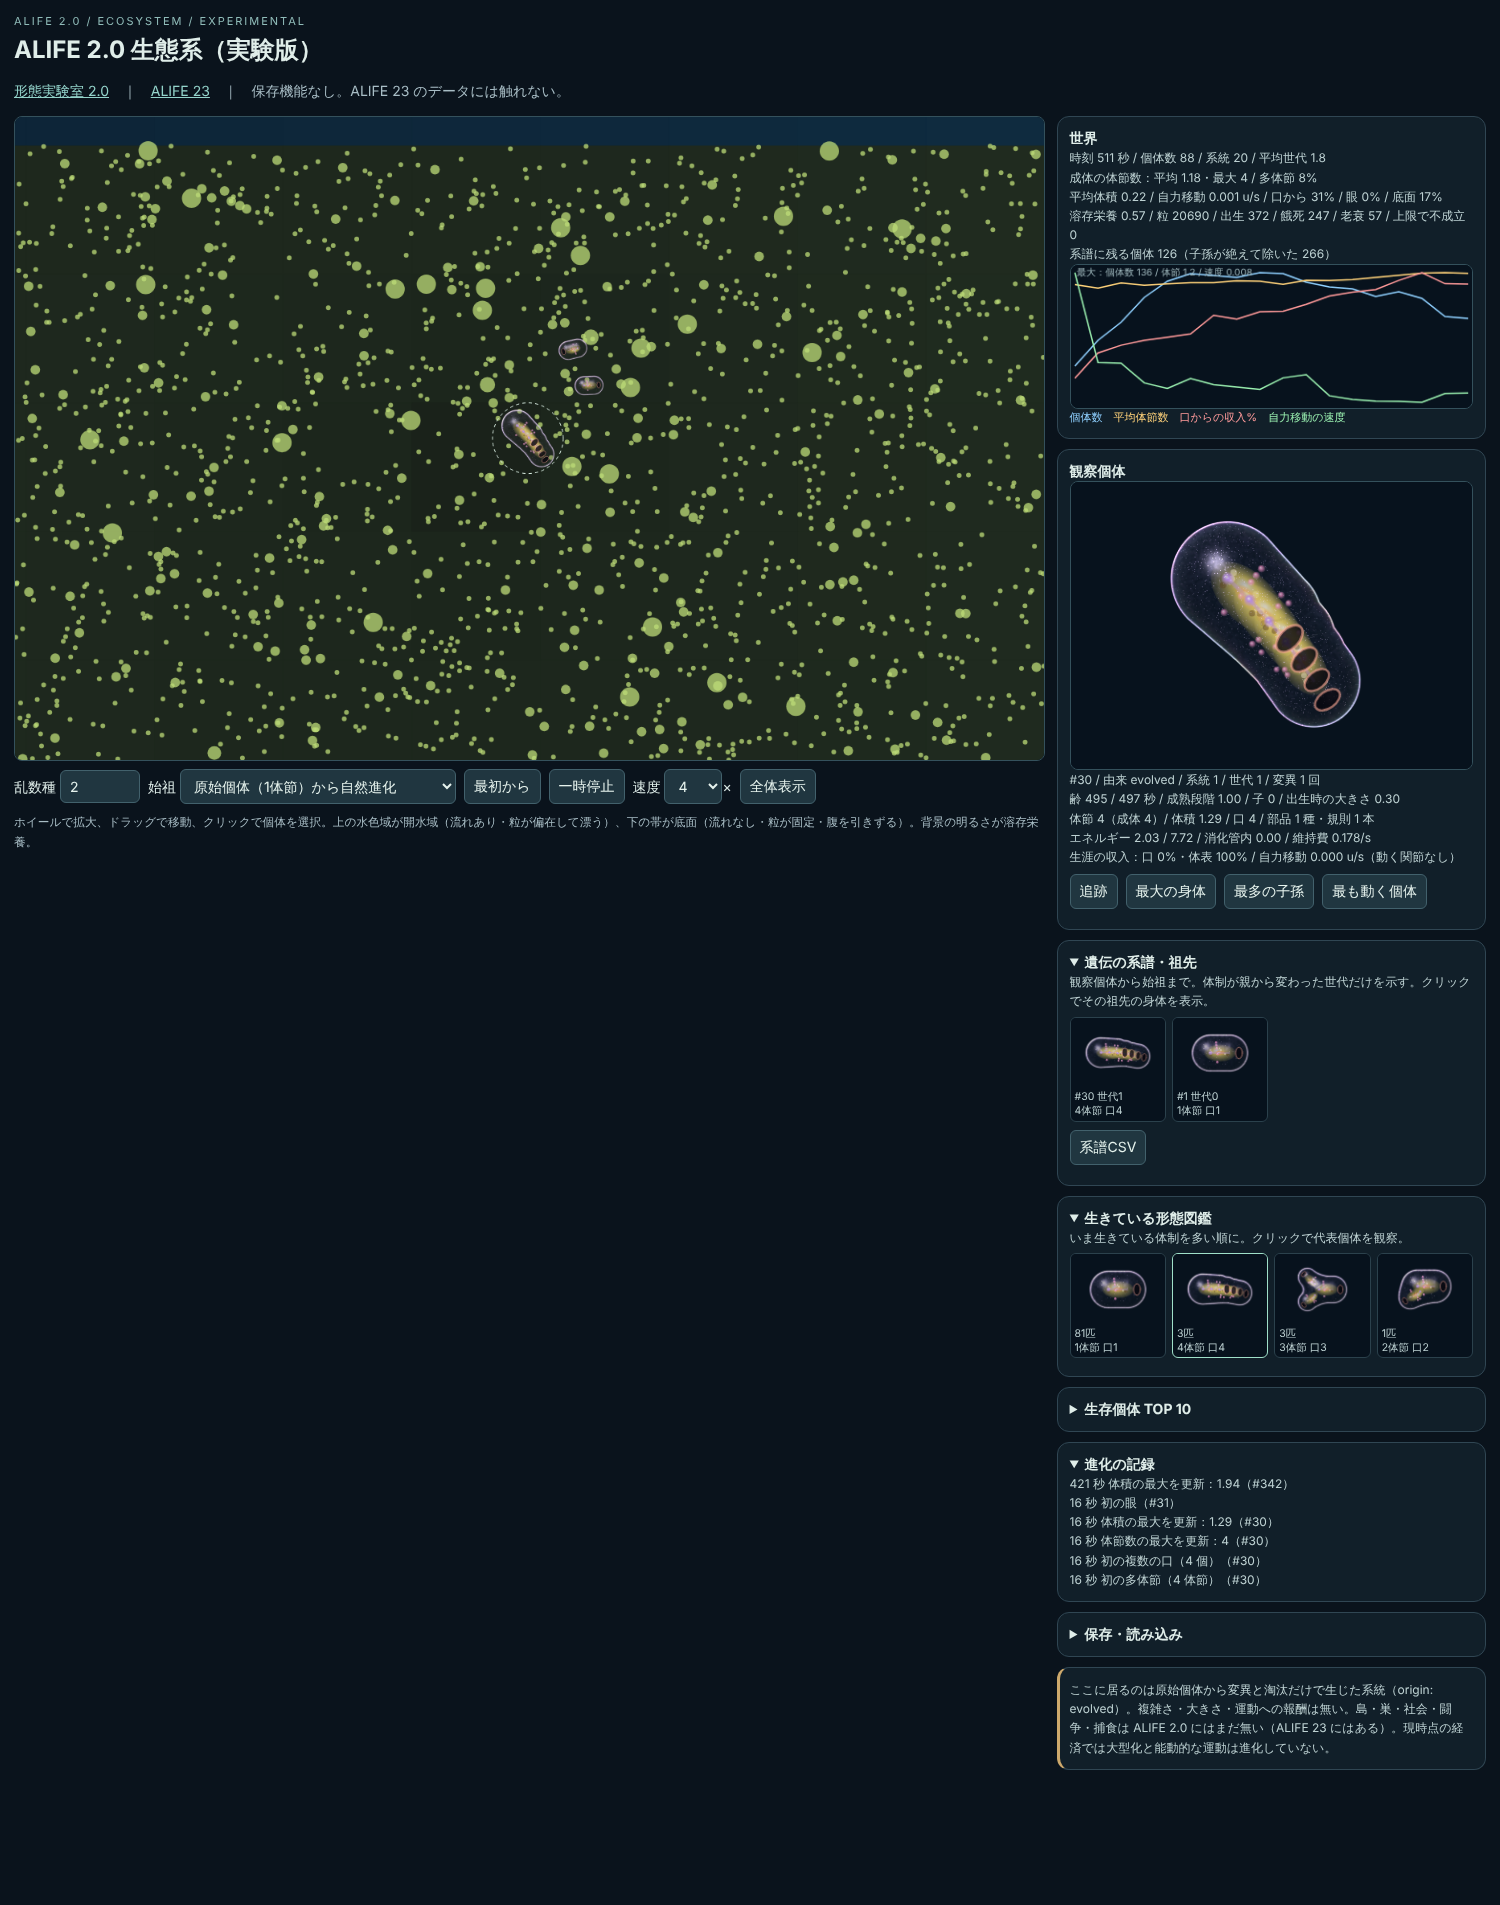 ALIFE 2.0 / ECOSYSTEM / EXPERIMENTAL
ALIFE 2.0 生態系（実験版）
形態実験室 2.0 | ALIFE 23 | 保存機能なし。ALIFE 23 のデータには触れない。
乱数種 2 始祖 原始個体（1体節）から自然進化 最初から 一時停止 速度 4 × 全体表示
ホイールで拡大、ドラッグで移動、クリックで個体を選択。上の水色域が開水域（流れあり・粒が偏在して漂う）、下の帯が底面（流れなし・粒が固定・腹を引きずる）。背景の明るさが溶存栄
養。
世界
時刻 511 秒 / 個体数 88 / 系統 20 / 平均世代 1.8
成体の体節数：平均 1.18・最大 4 / 多体節 8%
平均体積 0.22 / 自力移動 0.001 u/s / 口から 31% / 眼 0% / 底面 17%
溶存栄養 0.57 / 粒 20690 / 出生 372 / 餓死 247 / 老衰 57 / 上限で不成立
0
系譜に残る個体 126（子孫が絶えて除いた 266）
最大：個体数 136 / 体節 1.2 / 速度 0.008
個体数 平均体節数 口からの収入% 自力移動の速度
観察個体
#30 / 由来 evolved / 系統 1 / 世代 1 / 変異 1 回
齢 495 / 497 秒 / 成熟段階 1.00 / 子 0 / 出生時の大きさ 0.30
体節 4（成体 4）/ 体積 1.29 / 口 4 / 部品 1 種・規則 1 本
エネルギー 2.03 / 7.72 / 消化管内 0.00 / 維持費 0.178/s
生涯の収入：口 0%・体表 100% / 自力移動 0.000 u/s（動く関節なし）
追跡 最大の身体 最多の子孫 最も動く個体
▼ 遺伝の系譜・祖先
観察個体から始祖まで。体制が親から変わった世代だけを示す。クリック
でその祖先の身体を表示。
#30 世代1
4体節 口4
#1 世代0
1体節 口1
系譜CSV
▼ 生きている形態図鑑
いま生きている体制を多い順に。クリックで代表個体を観察。
81匹
1体節 口1
3匹
4体節 口4
3匹
3体節 口3
1匹
2体節 口2
▶ 生存個体 TOP 10
▼ 進化の記録
421 秒 体積の最大を更新：1.94（#342）
16 秒 初の眼（#31）
16 秒 体積の最大を更新：1.29（#30）
16 秒 体節数の最大を更新：4（#30）
16 秒 初の複数の口（4 個）（#30）
16 秒 初の多体節（4 体節）（#30）
▶ 保存・読み込み
ここに居るのは原始個体から変異と淘汰だけで生じた系統（origin:
evolved）。複雑さ・大きさ・運動への報酬は無い。島・巣・社会・闘
争・捕食は ALIFE 2.0 にはまだ無い（ALIFE 23 にはある）。現時点の経
済では大型化と能動的な運動は進化していない。